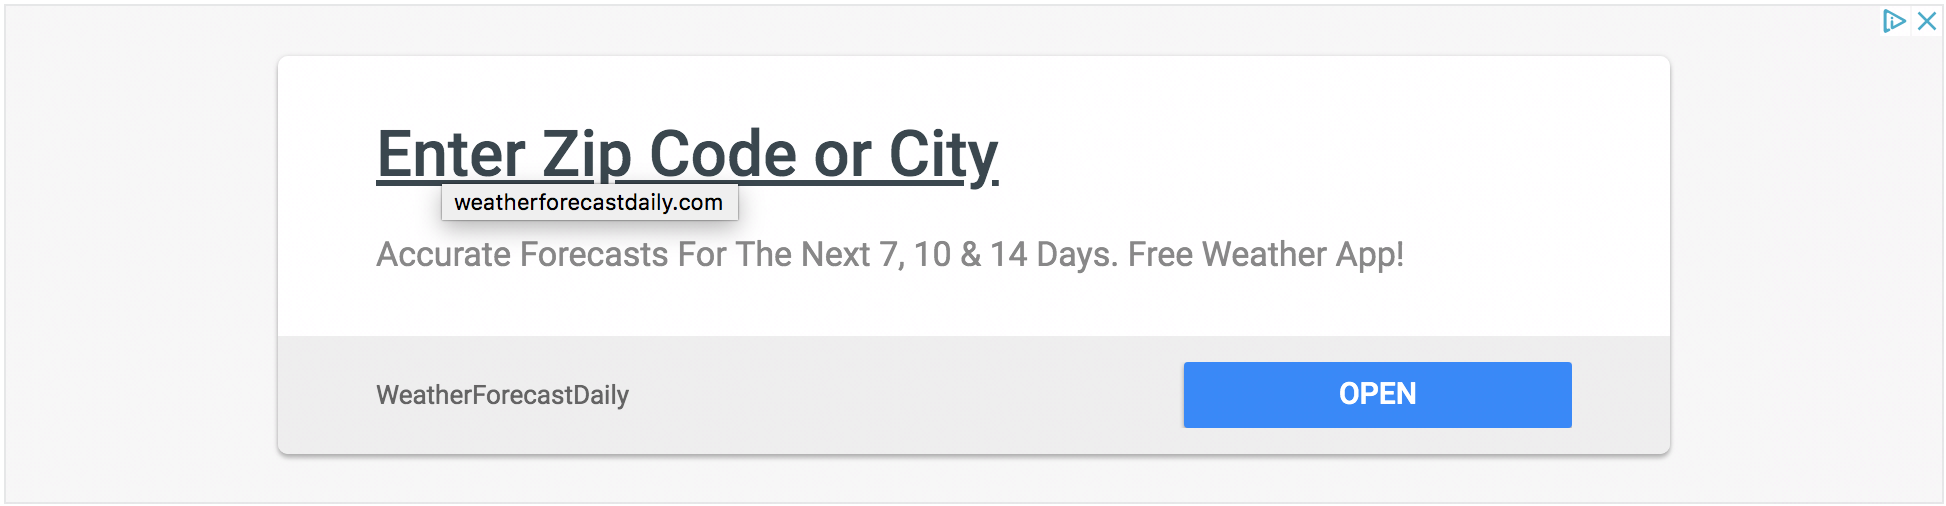 Enter Zip Code or City
weatherforecastdaily.com
Accurate Forecasts For The Next 7, 10 & 14 Days. Free Weather App!
WeatherForecastDaily
OPEN